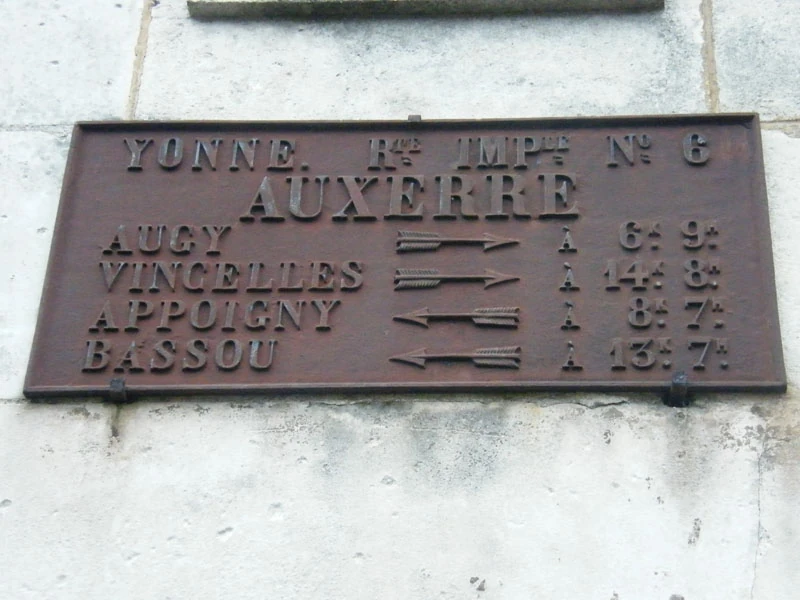 YONNE. RTE IMPLE NO 6
AUXERRE
AUGY À 6K. 9H.
VINCELLES À 14K. 8H.
APPOIGNY À 8K. 7H.
BASSOU À 13K. 7H.